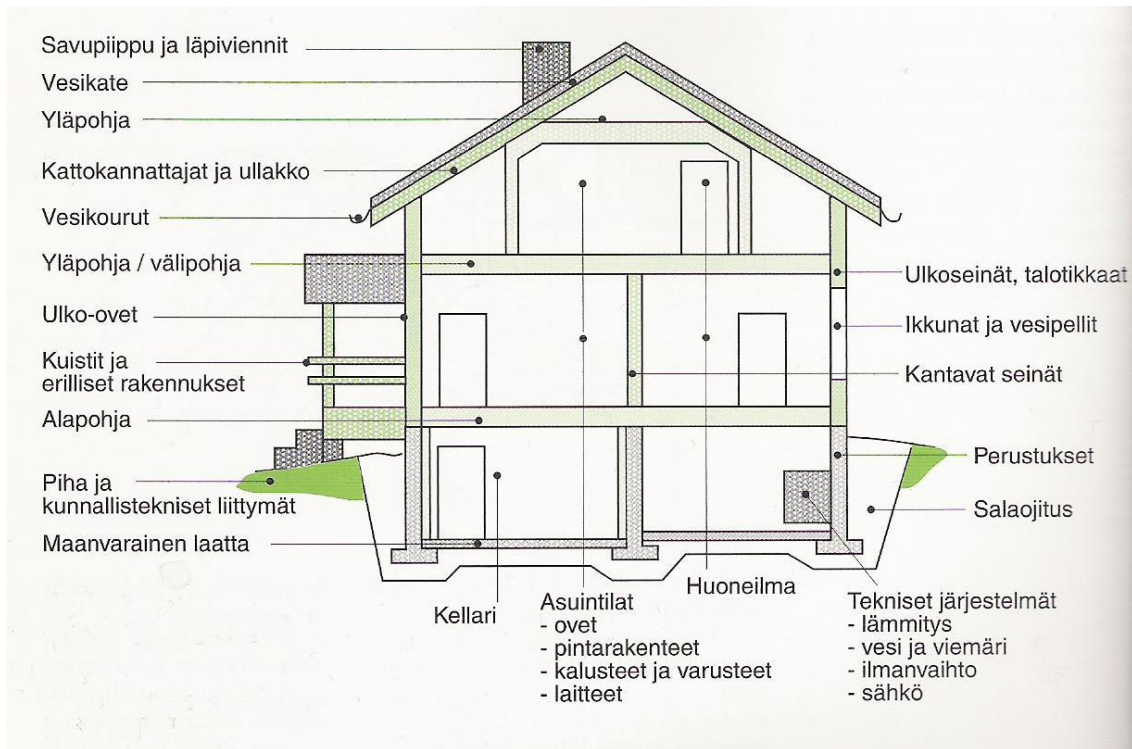 Savupiippu ja läpiviennit
Vesikate
Yläpohja
Kattokannattajat ja ullakko
Vesikourut
Yläpohja / välipohja
Ulko-ovet
Kuistit ja
erilliset rakennukset
Alapohja
Piha ja
kunnallistekniset liittymät
Maanvarainen laatta
Kellari
Asuintilat
- ovet
- pintarakenteet
- kalusteet ja varusteet
- laitteet
Huoneilma
Tekniset järjestelmät
- lämmitys
- vesi ja viemäri
- ilmanvaihto
- sähkö
Ulkoseinät, talotikkaat
Ikkunat ja vesipellit
Kantavat seinät
Perustukset
Salaojitus